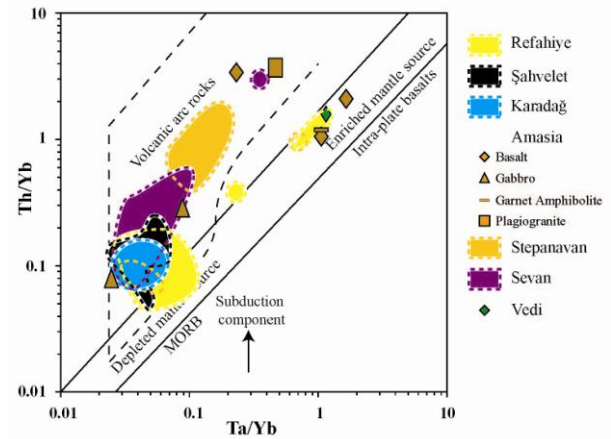 10
1
0.1
0.01
Th/Yb
0.01
0.1
1
10
Ta/Yb
Volcanic arc rocks
Enriched mantle source
Intra-plate basalts
MORB
Subduction
component
Refahiye
Şahvelet
Karadağ
Amasia
Basalt
Gabbro
Garnet Amphibolite
Plagiogranite
Stepanavan
Sevan
Vedi
Depleted
source